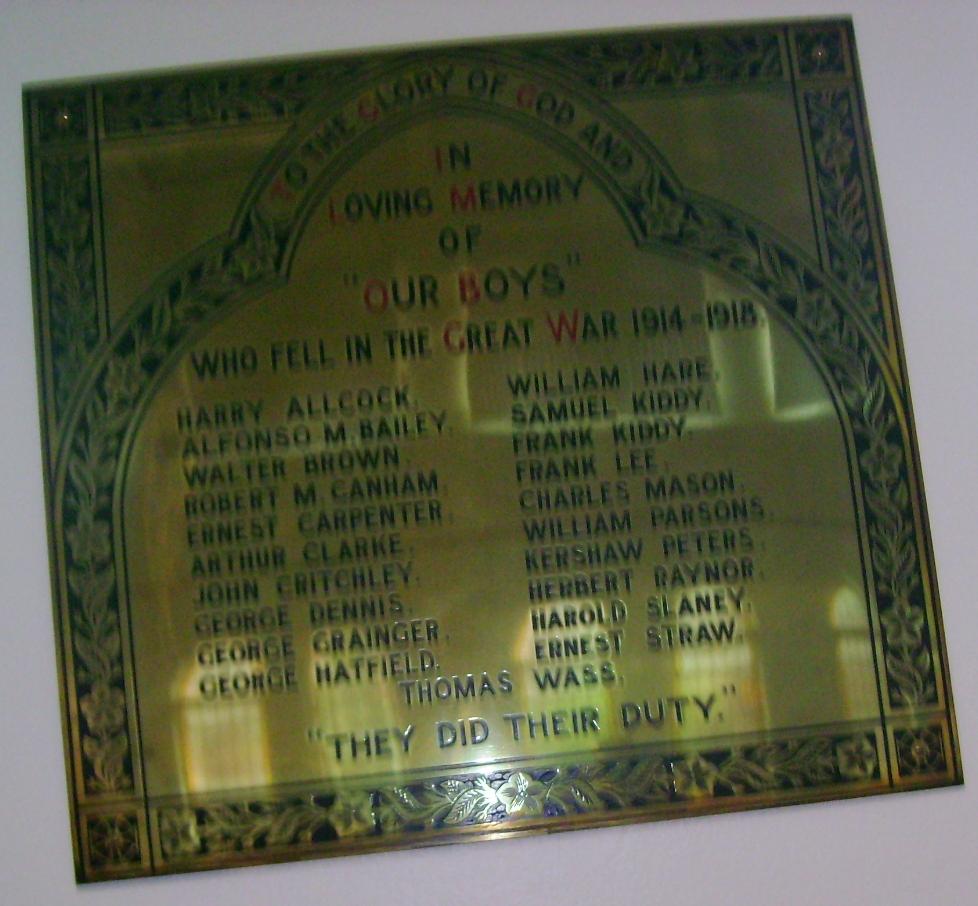 TO THE GLORY OF GOD AND
IN
LOVING MEMORY
OF
"OUR BOYS"
WHO FELL IN THE GREAT WAR 1914-1918.
HARRY ALLCOCK.
ALFONSO M. BAILEY.
WALTER BROWN.
ROBERT M. CANHAM.
ERNEST CARPENTER.
ARTHUR CLARKE.
JOHN CRITCHLEY.
GEORGE DENNIS.
GEORGE GRAINGER.
GEORGE HATFIELD.
WILLIAM HARE.
SAMUEL KIDDY.
FRANK KIDDY.
FRANK LEE.
CHARLES MASON.
WILLIAM PARSONS.
KERSHAW PETERS.
HERBERT RAYNOR.
HAROLD SLANEY.
ERNEST STRAW.
THOMAS WASS.
"THEY DID THEIR DUTY."